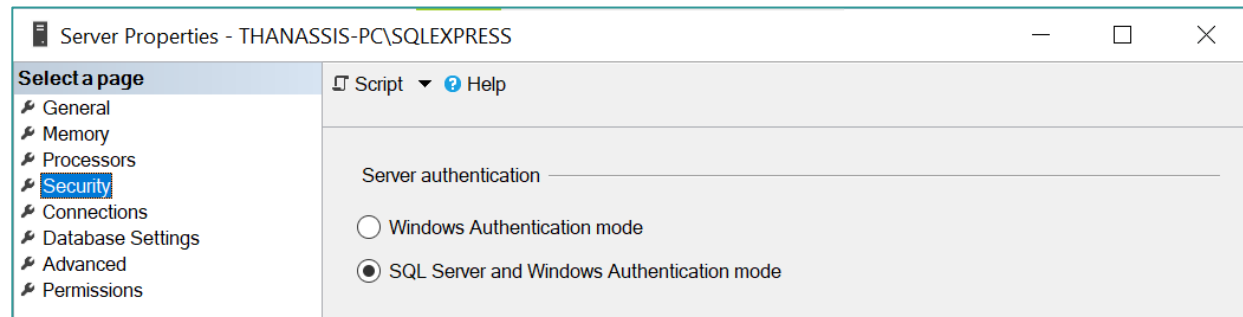 Server Properties - THANASSIS-PC\SQLEXPRESS
Select a page
General
Memory
Processors
Security
Connections
Database Settings
Advanced
Permissions
Script Help
Server authentication
Windows Authentication mode
SQL Server and Windows Authentication mode